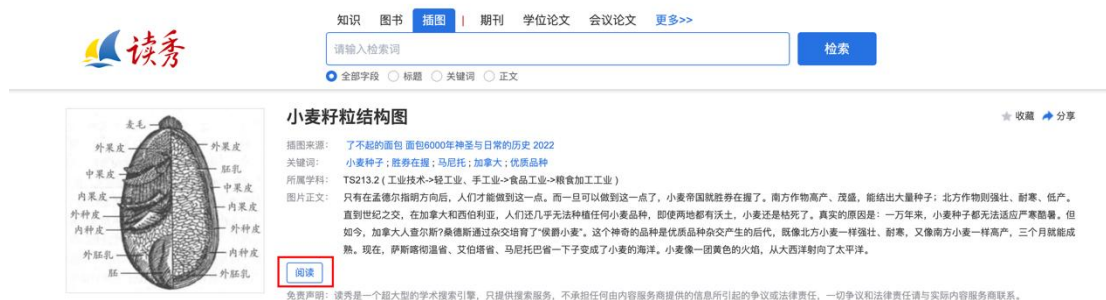 知识 图书 插图 | 期刊 学位论文 会议论文 更多>>
读秀
请输入检索词 检索
全部字段 标题 关键词 正文
小麦籽粒结构图
收藏 分享
插图来源： 了不起的面包 面包6000年神圣与日常的历史 2022
关键词： 小麦种子 ; 胜券在握 ; 马尼托 ; 加拿大 ; 优质品种
所属学科： TS213.2 ( 工业技术->轻工业、手工业->食品工业->粮食加工工业 )
图片正文： 只有在孟德尔指明方向后，人们才能做到这一点。而一旦可以做到这一点了，小麦帝国就胜券在握了。南方作物高产、茂盛，能结出大量种子；北方作物则强壮、耐寒、低产。
直到世纪之交，在加拿大和西伯利亚，人们还几乎无法种植任何小麦品种，即使两地都有沃土，小麦还是枯死了。真实的原因是：一万年来，小麦种子都无法适应严寒酷暑。但
如今，加拿大人查尔斯?桑德斯通过杂交培育了“侯爵小麦”。这个神奇的品种是优质品种杂交产生的后代，既像北方小麦一样强壮、耐寒，又像南方小麦一样高产，三个月就能成
熟。现在，萨斯喀彻温省、艾伯塔省、马尼托巴省一下子变成了小麦的海洋。小麦像一团黄色的火焰，从大西洋射向了太平洋。
阅读
免责声明：读秀是一个超大型的学术搜索引擎，只提供搜索服务，不承担任何由内容服务商提供的信息所引起的争议或法律责任，一切争议和法律责任请与实际内容服务商联系。
麦毛
外果皮
中果皮
内果皮
外种皮
内种皮
外胚乳
胚
外果皮
胚乳
中果皮
内果皮
外种皮
内种皮
外胚乳